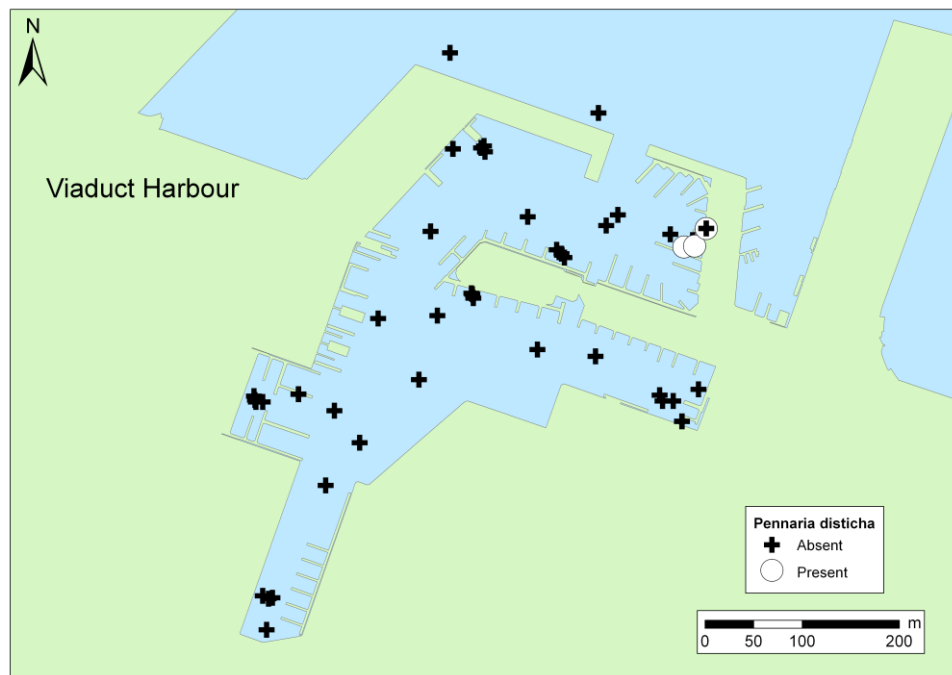 N
Viaduct Harbour
Pennaria disticha
Absent
Present
m
0 50 100 200